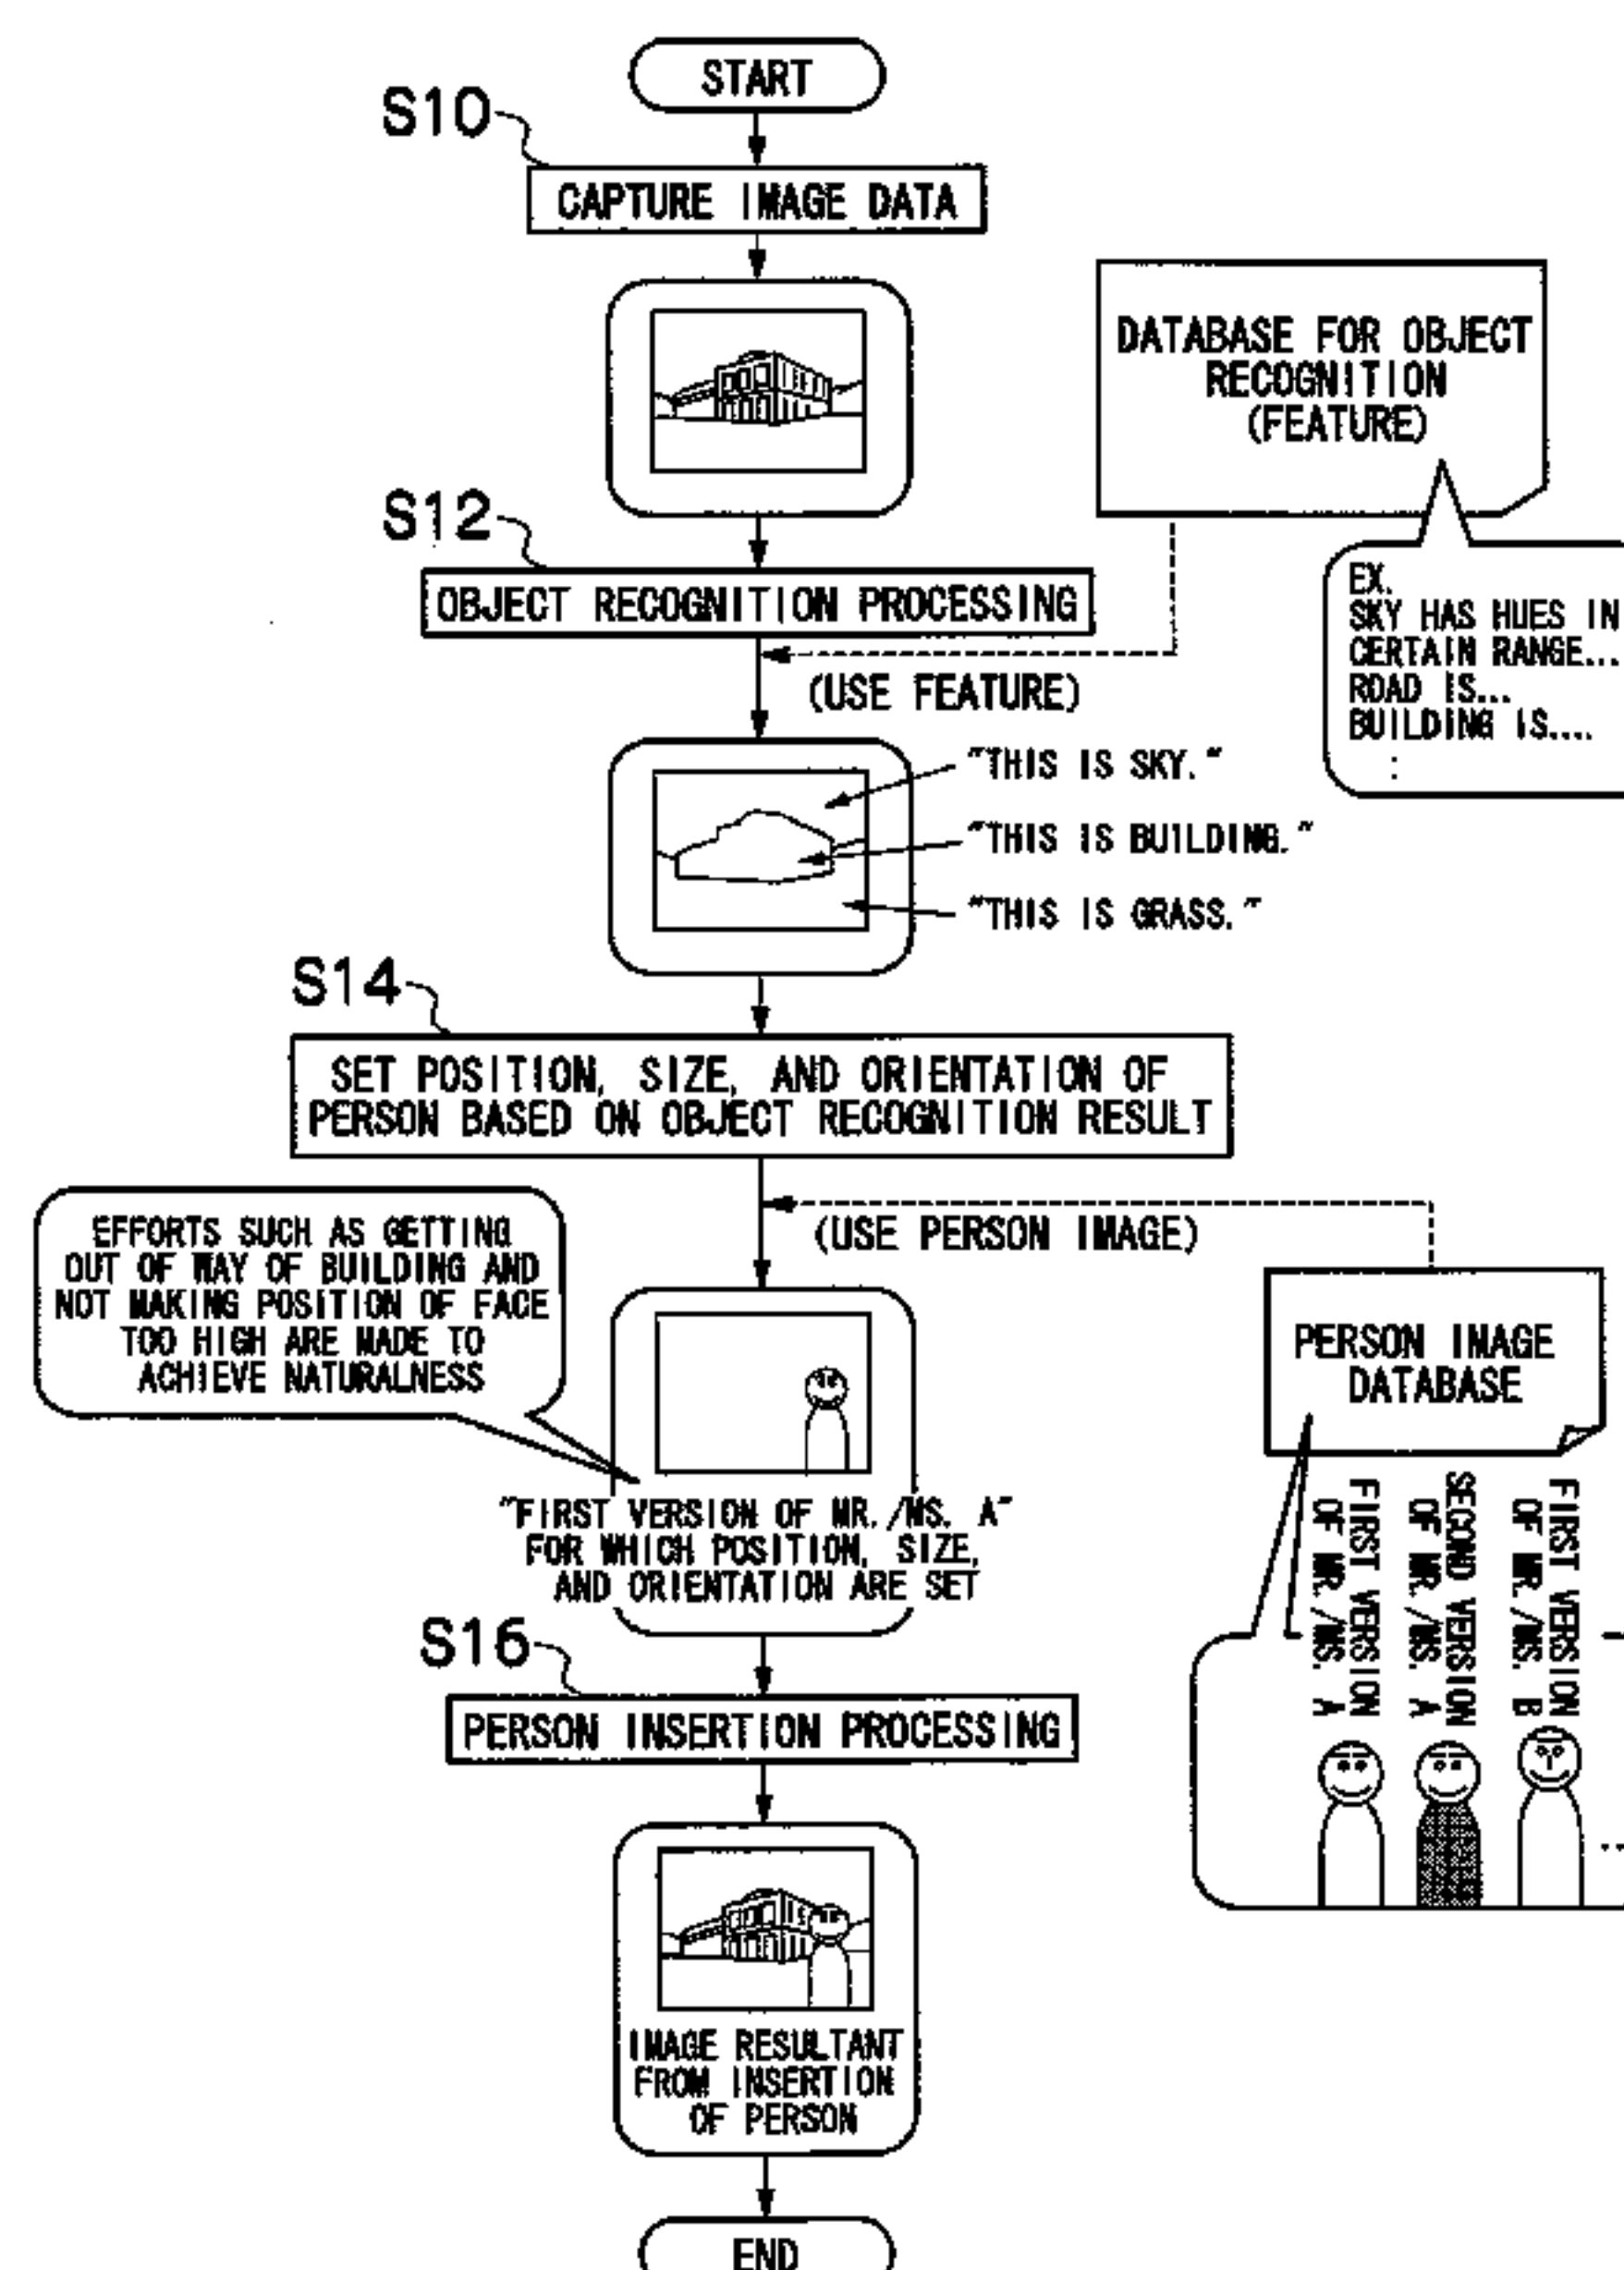 START
S10
CAPTURE IMAGE DATA
DATABASE FOR OBJECT
RECOGNITION
(FEATURE)
EX.
SKY HAS HUES IN
CERTAIN RANGE...
ROAD IS...
BUILDING IS....
:
S12
OBJECT RECOGNITION PROCESSING
(USE FEATURE)
"THIS IS SKY."
"THIS IS BUILDING."
"THIS IS GRASS."
S14
SET POSITION, SIZE, AND ORIENTATION OF
PERSON BASED ON OBJECT RECOGNITION RESULT
(USE PERSON IMAGE)
EFFORTS SUCH AS GETTING
OUT OF WAY OF BUILDING AND
NOT MAKING POSITION OF FACE
TOO HIGH ARE MADE TO
ACHIEVE NATURALNESS
PERSON IMAGE
DATABASE
"FIRST VERSION OF MR./MS. A"
FOR WHICH POSITION, SIZE,
AND ORIENTATION ARE SET
FIRST VERSION
OF MR./MS. A
SECOND VERSION
OF MR./MS. A
FIRST VERSION
OF MR./MS. B
S16
PERSON INSERTION PROCESSING
IMAGE RESULTANT
FROM INSERTION
OF PERSON
END